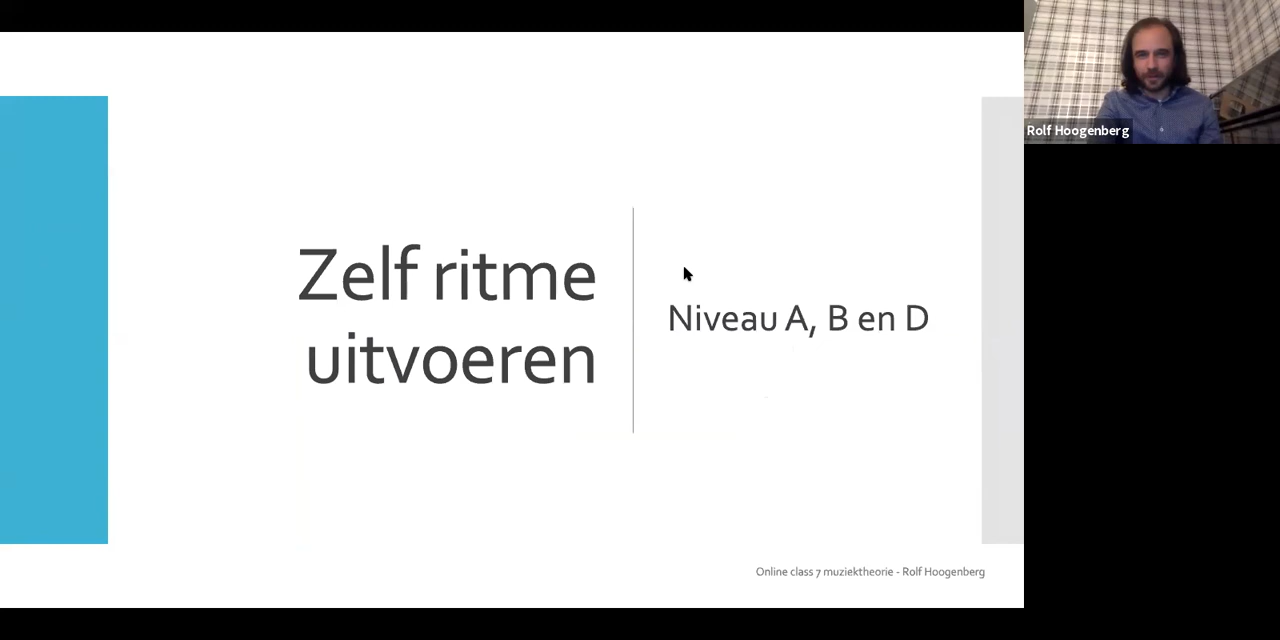 Zelf ritme
uitvoeren
Niveau A, B en D
Online class 7 muziektheorie - Rolf Hoogenberg
Rolf Hoogenberg